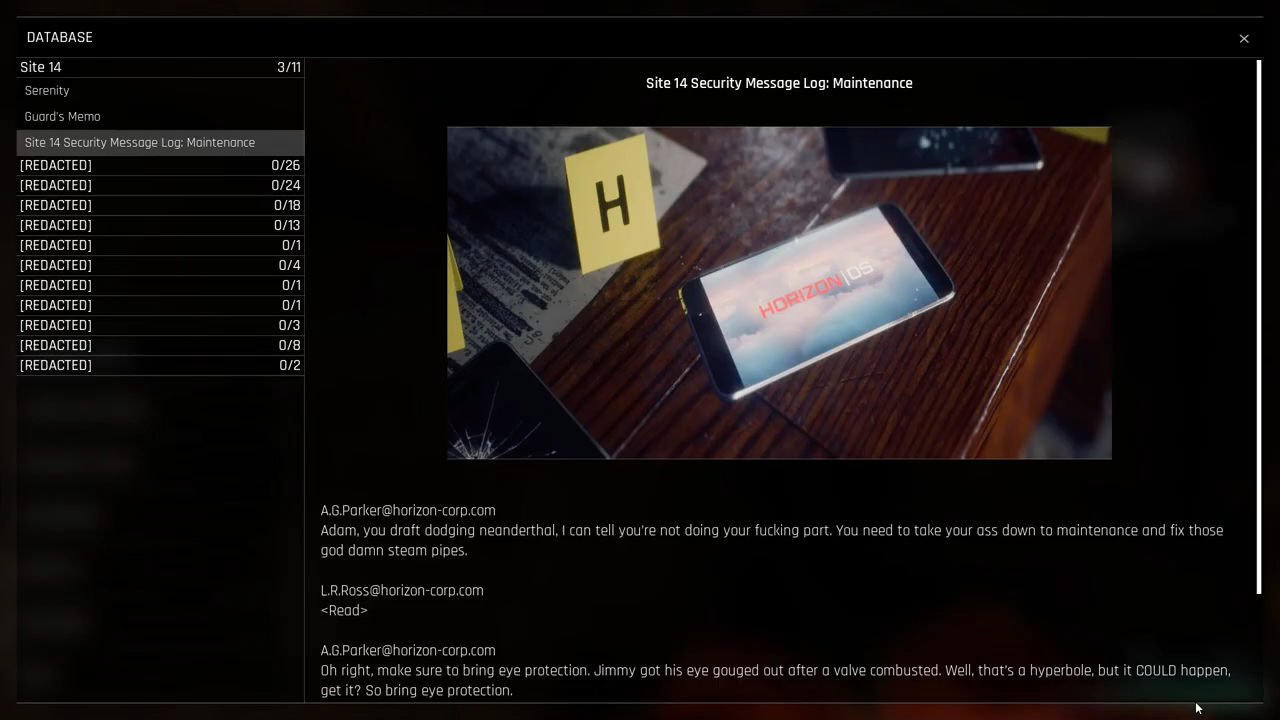 DATABASE
×
Site 14 3/11
Serenity
Guard's Memo
Site 14 Security Message Log: Maintenance
[REDACTED] 0/26
[REDACTED] 0/24
[REDACTED] 0/18
[REDACTED] 0/13
[REDACTED] 0/1
[REDACTED] 0/4
[REDACTED] 0/1
[REDACTED] 0/1
[REDACTED] 0/3
[REDACTED] 0/8
[REDACTED] 0/2
Site 14 Security Message Log: Maintenance
H
HORIZON|OS
A.G.Parker@horizon-corp.com
Adam, you draft dodging neanderthal, I can tell you're not doing your fucking part. You need to take your ass down to maintenance and fix those
god damn steam pipes.
L.R.Ross@horizon-corp.com
<Read>
A.G.Parker@horizon-corp.com
Oh right, make sure to bring eye protection. Jimmy got his eye gouged out after a valve combusted. Well, that's a hyperbole, but it COULD happen,
get it? So bring eye protection.